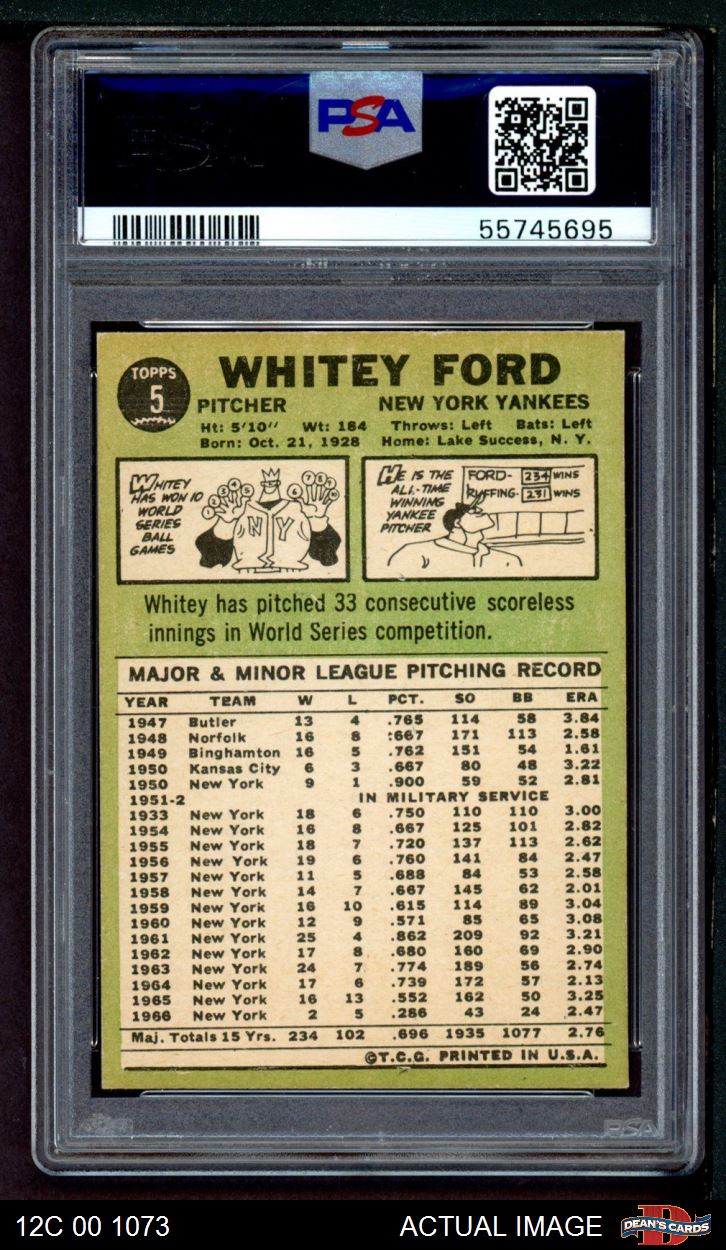 PSA
55745695
TOPPS
5
WHITEY FORD
PITCHER NEW YORK YANKEES
Ht: 5'10" Wt: 184 Throws: Left Bats: Left
Born: Oct. 21, 1928 Home: Lake Success, N. Y.
WHITEY
HAS WON 10
WORLD
SERIES
BALL
GAMES
NY
HE IS THE
ALL-TIME
WINNING
YANKEE
PITCHER
FORD- 234 WINS
RUFFING- 231 WINS
Whitey has pitched 33 consecutive scoreless
innings in World Series competition.
MAJOR & MINOR LEAGUE PITCHING RECORD
YEAR TEAM W L PCT. SO BB ERA
1947 Butler 13 4 .765 114 58 3.84
1948 Norfolk 16 8 .667 171 113 2.58
1949 Binghamton 16 5 .762 151 54 1.61
1950 Kansas City 6 3 .667 80 48 3.22
1950 New York 9 1 .900 59 52 2.81
1951-2 IN MILITARY SERVICE
1933 New York 18 6 .750 110 110 3.00
1954 New York 16 8 .667 125 101 2.82
1955 New York 18 7 .720 137 113 2.62
1956 New York 19 6 .760 141 84 2.47
1957 New York 11 5 .688 84 53 2.58
1958 New York 14 7 .667 145 62 2.01
1959 New York 16 10 .615 114 89 3.04
1960 New York 12 9 .571 85 65 3.08
1961 New York 25 4 .862 209 92 3.21
1962 New York 17 8 .680 160 69 2.90
1963 New York 24 7 .774 189 56 2.74
1964 New York 17 6 .739 172 57 2.13
1965 New York 16 13 .552 162 50 3.25
1966 New York 2 5 .286 43 24 2.47
Maj. Totals 15 Yrs. 234 102 .696 1935 1077 2.76
©T.C.G. PRINTED IN U.S.A.
PSA
12C 00 1073 ACTUAL IMAGE
DEAN'S CARDS